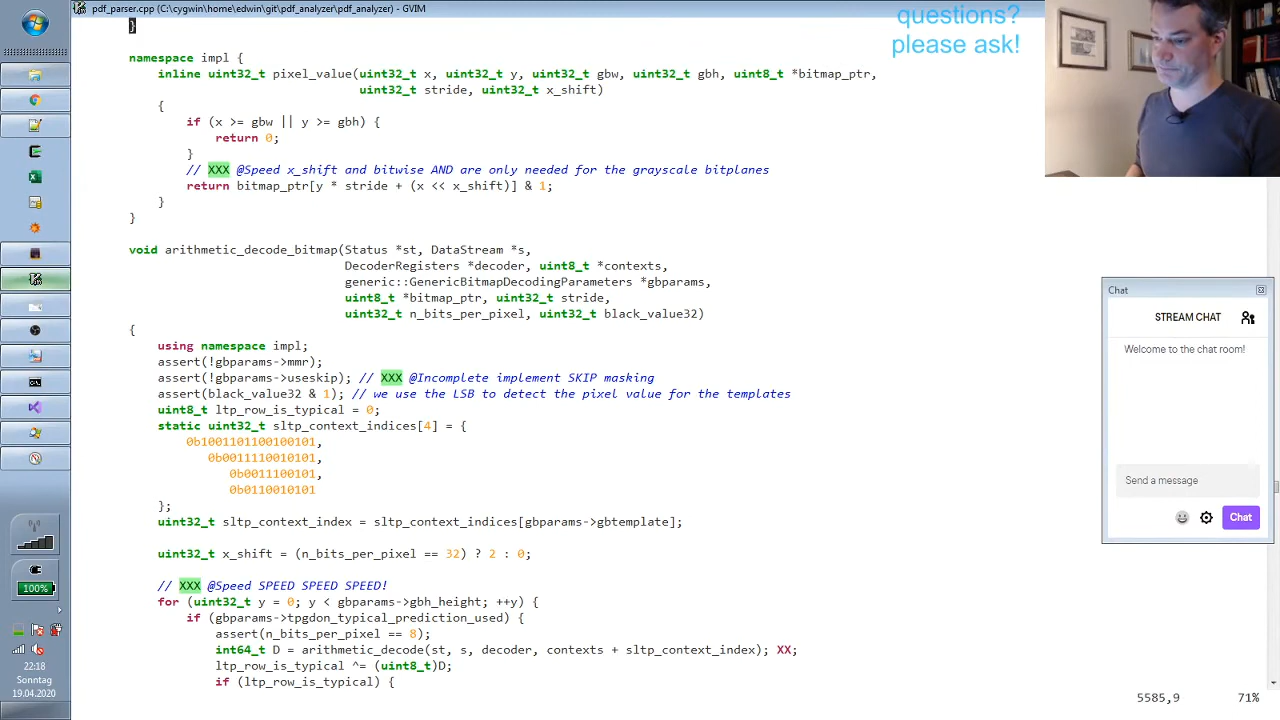 pdf_parser.cpp (C:\cygwin\home\edwin\git\pdf_analyzer\pdf_analyzer) - GVIM
questions?
please ask!
}
namespace impl {
inline uint32_t pixel_value(uint32_t x, uint32_t y, uint32_t gbw, uint32_t gbh, uint8_t *bitmap_ptr,
uint32_t stride, uint32_t x_shift)
{
if (x >= gbw || y >= gbh) {
return 0;
}
// XXX @Speed x_shift and bitwise AND are only needed for the grayscale bitplanes
return bitmap_ptr[y * stride + (x << x_shift)] & 1;
}
}
void arithmetic_decode_bitmap(Status *st, DataStream *s,
DecoderRegisters *decoder, uint8_t *contexts,
generic::GenericBitmapDecodingParameters *gbparams,
uint8_t *bitmap_ptr, uint32_t stride,
uint32_t n_bits_per_pixel, uint32_t black_value32)
{
using namespace impl;
assert(!gbparams->mmr);
assert(!gbparams->useskip); // XXX @Incomplete implement SKIP masking
assert(black_value32 & 1); // we use the LSB to detect the pixel value for the templates
uint8_t ltp_row_is_typical = 0;
static uint32_t sltp_context_indices[4] = {
0b1001101100100101,
0b0011110010101,
0b0011100101,
0b0110010101
};
uint32_t sltp_context_index = sltp_context_indices[gbparams->gbtemplate];
uint32_t x_shift = (n_bits_per_pixel == 32) ? 2 : 0;
// XXX @Speed SPEED SPEED SPEED!
for (uint32_t y = 0; y < gbparams->gbh_height; ++y) {
if (gbparams->tpgdon_typical_prediction_used) {
assert(n_bits_per_pixel == 8);
int64_t D = arithmetic_decode(st, s, decoder, contexts + sltp_context_index); XX;
ltp_row_is_typical ^= (uint8_t)D;
if (ltp_row_is_typical) {
5585,9
71%
Chat
STREAM CHAT
Welcome to the chat room!
Send a message
Chat
100%
22:18
Sonntag
19.04.2020